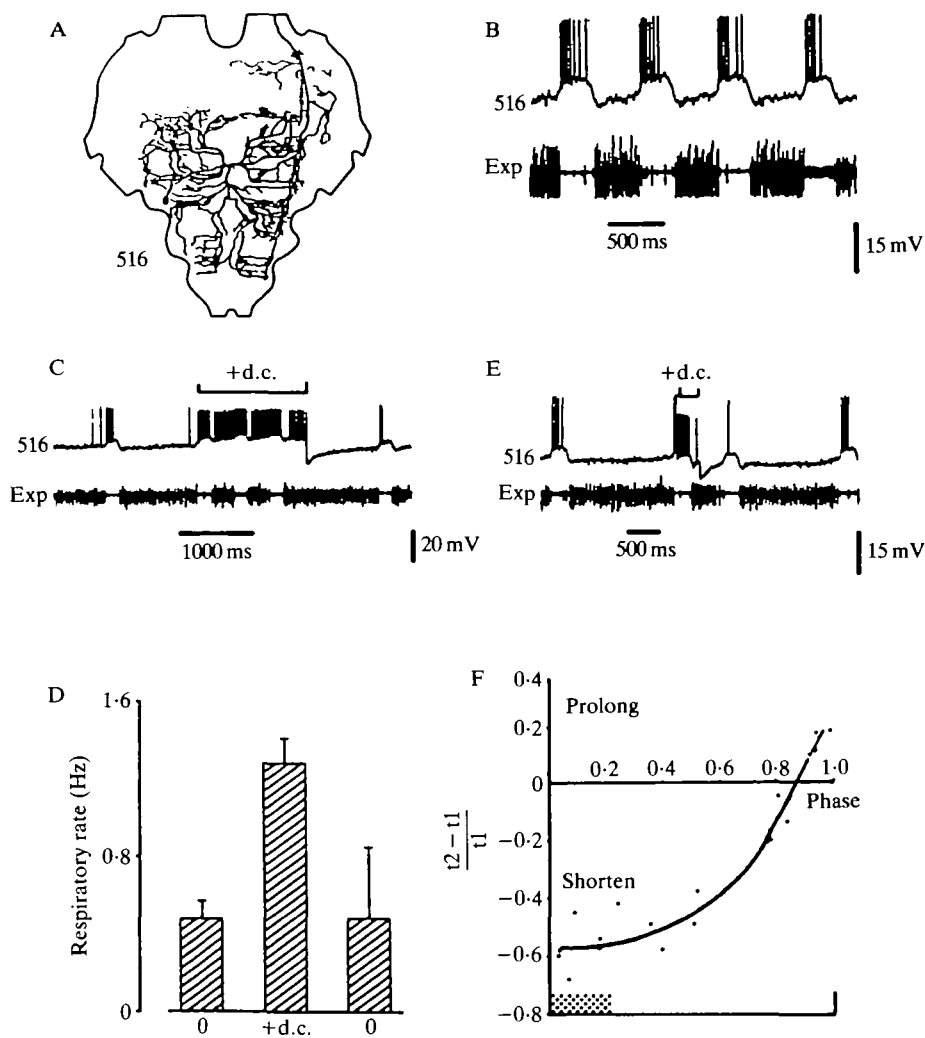 A
516
B
516
Exp
500 ms
15 mV
C
+d.c.
516
Exp
1000 ms
20 mV
E
+d.c.
516
Exp
500 ms
15 mV
D
Respiratory rate (Hz)
1·6
0·8
0
0 +d.c. 0
F
0·4
0·2
0
−0·2
−0·4
−0·6
−0·8
Prolong
0·2 0·4 0·6 0·8 1·0
Phase
Shorten
t2 − t1
t1